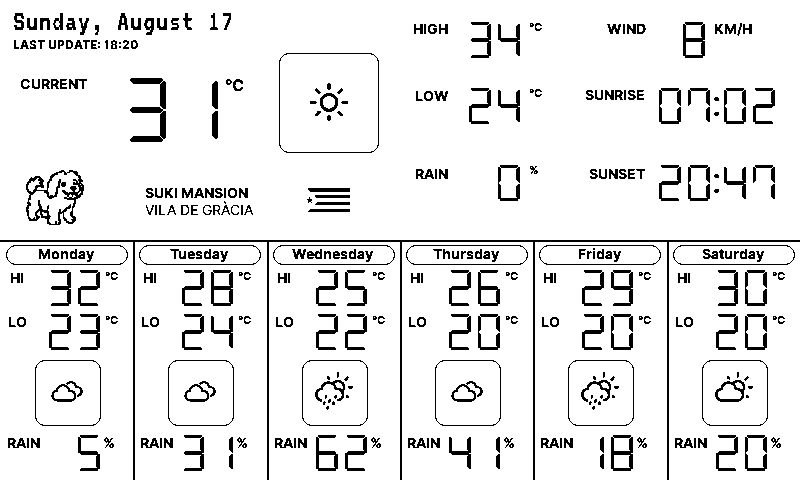 Sunday, August 17
LAST UPDATE: 18:20
CURRENT 31 °C
HIGH 34 °C
LOW 24 °C
RAIN 0 %
WIND 8 KM/H
SUNRISE 07:02
SUNSET 20:47
SUKI MANSION
VILA DE GRÀCIA
Monday
HI 32 °C
LO 23 °C
RAIN 5 %
Tuesday
HI 28 °C
LO 24 °C
RAIN 31 %
Wednesday
HI 25 °C
LO 22 °C
RAIN 62 %
Thursday
HI 26 °C
LO 20 °C
RAIN 41 %
Friday
HI 29 °C
LO 20 °C
RAIN 18 %
Saturday
HI 30 °C
LO 20 °C
RAIN 20 %